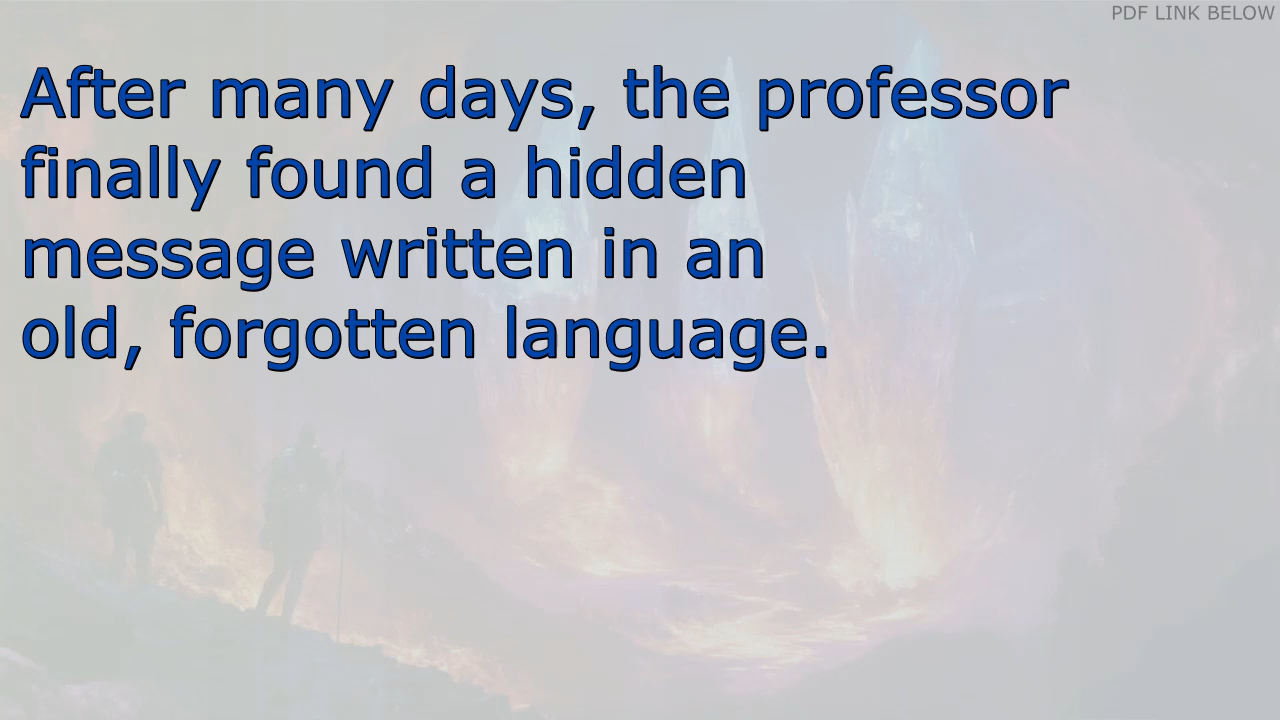 PDF LINK BELOW
After many days, the professor
finally found a hidden
message written in an
old, forgotten language.